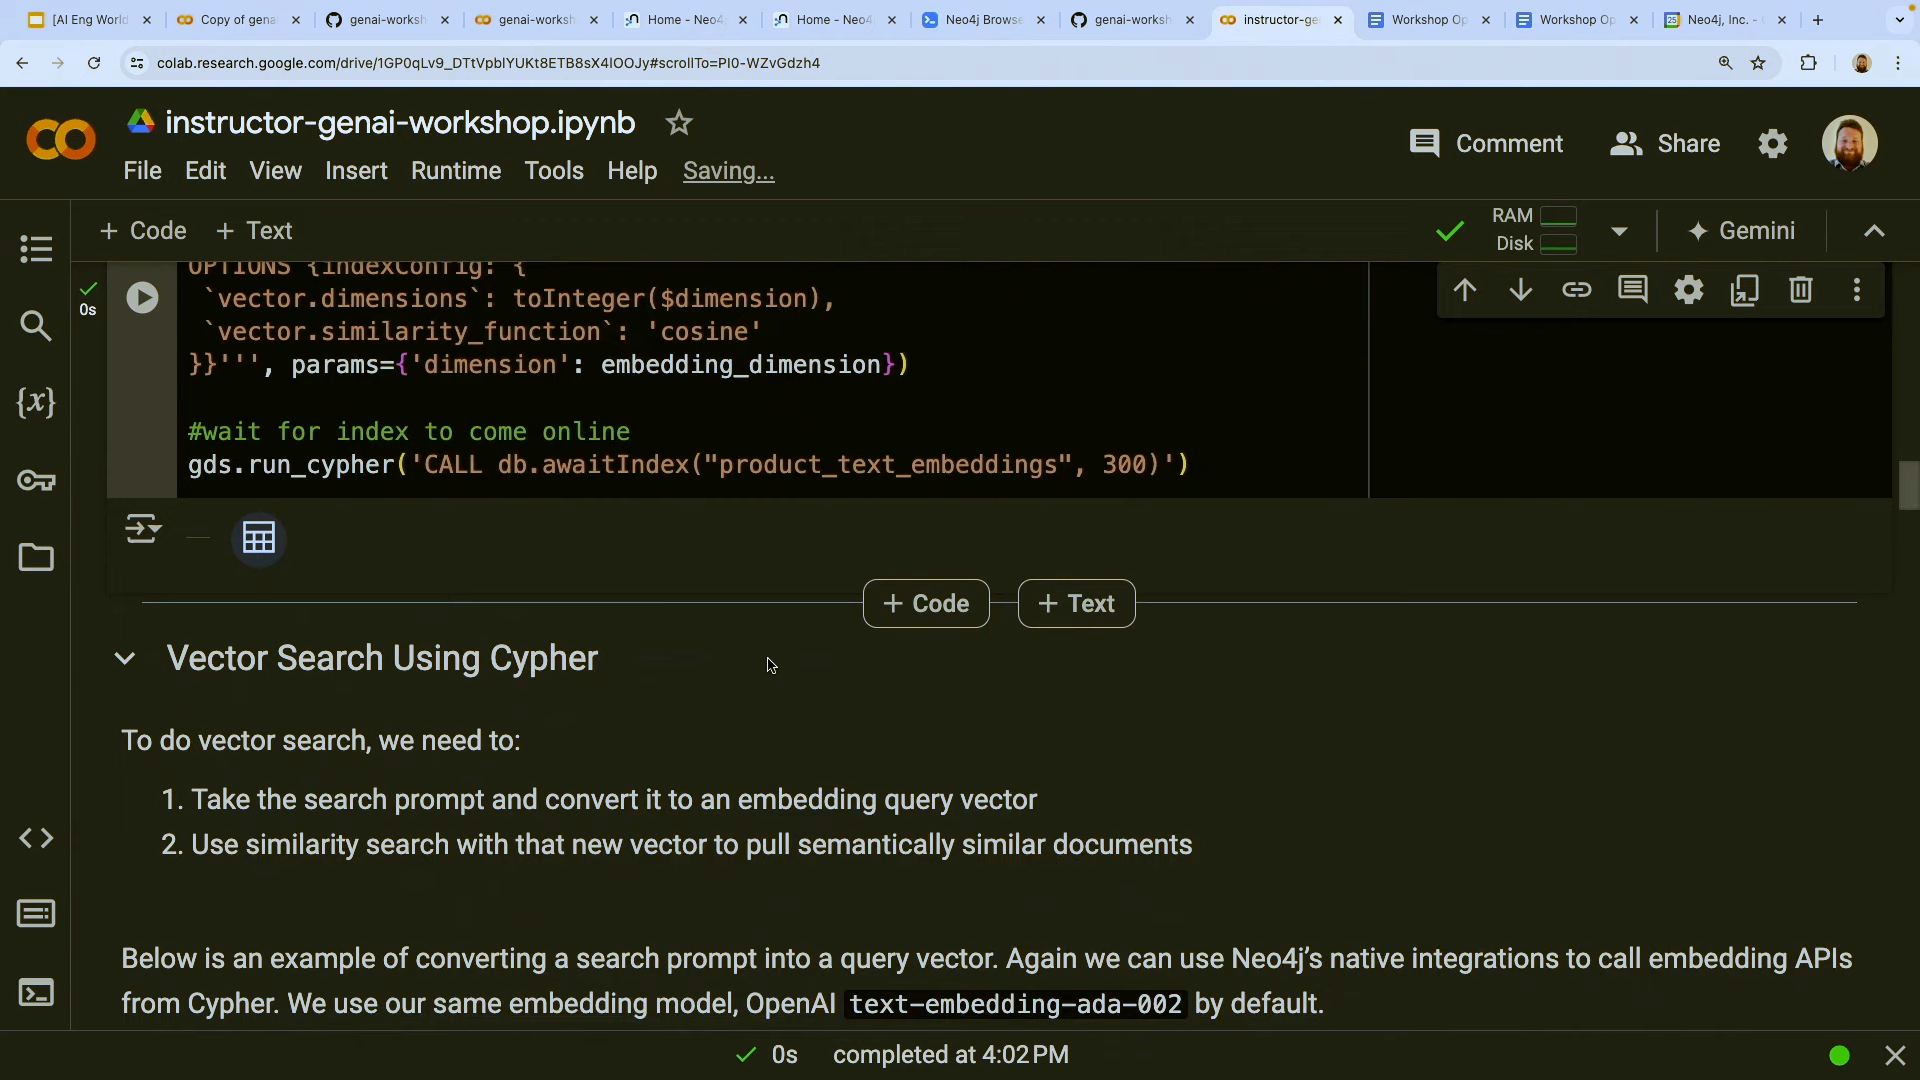 [AI Eng World
Copy of gena
genai-worksh
genai-worksh
Home - Neo4
Home - Neo4
Neo4j Browse
genai-worksh
instructor-ge
Workshop Op
Workshop Op
Neo4j, Inc. -
colab.research.google.com/drive/1GP0qLv9_DTtVpbIYUKt8ETB8sX4IOOJy#scrollTo=PI0-WZvGdzh4
CO
instructor-genai-workshop.ipynb
Comment
Share
File Edit View Insert Runtime Tools Help Saving...
+ Code + Text
RAM
Disk
Gemini
0s
OPTIONS {indexConfig: {
`vector.dimensions`: toInteger($dimension),
`vector.similarity_function`: 'cosine'
}}''', params={'dimension': embedding_dimension})
#wait for index to come online
gds.run_cypher('CALL db.awaitIndex("product_text_embeddings", 300)')
+ Code + Text
Vector Search Using Cypher
To do vector search, we need to:
1. Take the search prompt and convert it to an embedding query vector
2. Use similarity search with that new vector to pull semantically similar documents
Below is an example of converting a search prompt into a query vector. Again we can use Neo4j’s native integrations to call embedding APIs
from Cypher. We use our same embedding model, OpenAI text-embedding-ada-002 by default.
0s completed at 4:02 PM